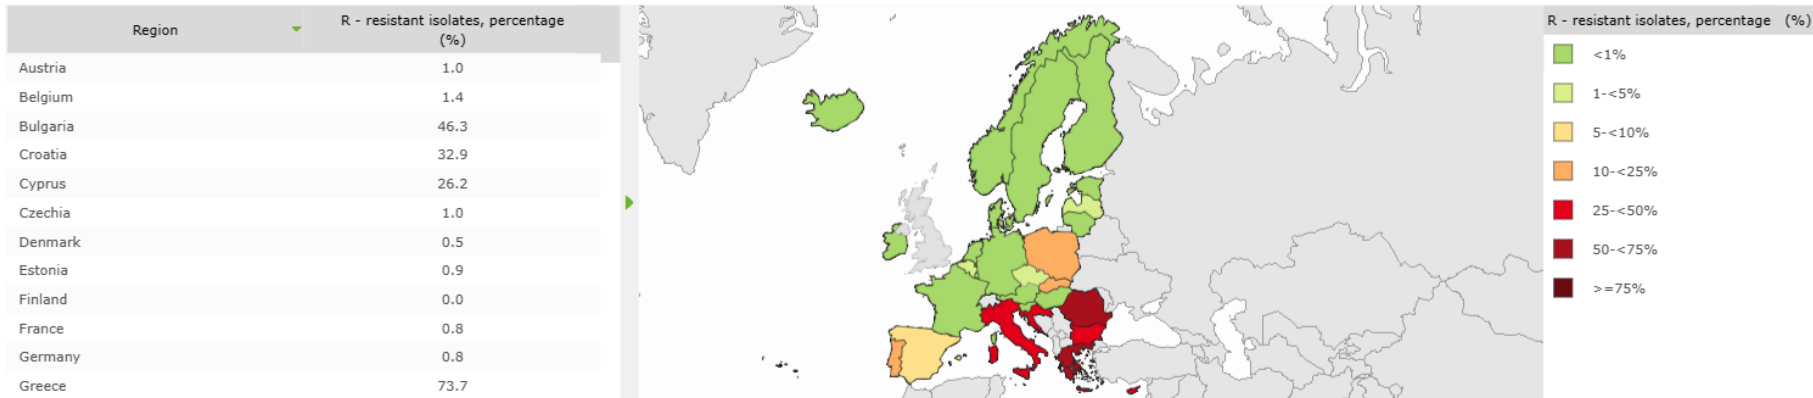 Region R - resistant isolates, percentage
(%)
Austria 1.0
Belgium 1.4
Bulgaria 46.3
Croatia 32.9
Cyprus 26.2
Czechia 1.0
Denmark 0.5
Estonia 0.9
Finland 0.0
France 0.8
Germany 0.8
Greece 73.7
R - resistant isolates, percentage (%)
<1%
1-<5%
5-<10%
10-<25%
25-<50%
50-<75%
>=75%